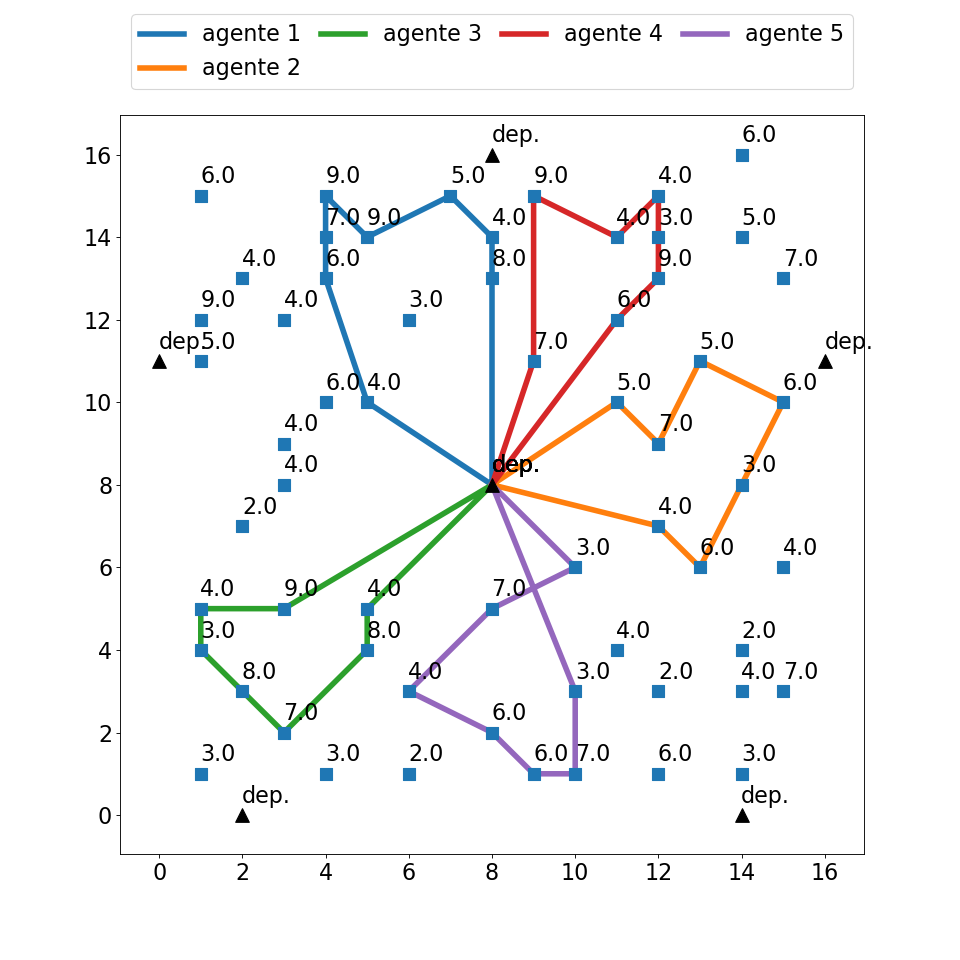 agente 1 agente 3 agente 4 agente 5
agente 2
dep.
16
6.0
6.0 9.0 5.0 9.0 4.0
14
7.0 9.0 4.0 4.0 3.0 5.0
4.0 6.0 8.0 9.0 7.0
12
9.0 4.0 3.0 6.0
dep. 5.0 7.0 5.0 dep.
10
6.0 4.0 5.0 6.0
4.0 7.0
8
4.0 dep. dep. 3.0
2.0 4.0
6
3.0 6.0 4.0
4.0 9.0 4.0 7.0
4
3.0 8.0 4.0 2.0
8.0 4.0 3.0 2.0 4.0 7.0
2
7.0 6.0
3.0 3.0 2.0 6.0 7.0 6.0 3.0
0
dep. dep.
0 2 4 6 8 10 12 14 16